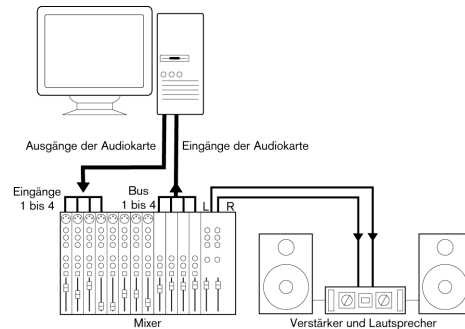 Ausgänge der Audiokarte
Eingänge der Audiokarte
Eingänge
1 bis 4
Bus
1 bis 4
L
R
Mixer
Verstärker und Lautsprecher